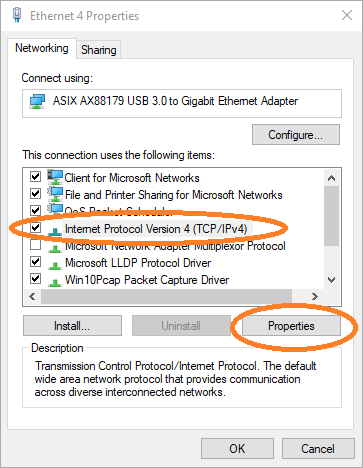 Ethernet 4 Properties
Networking
Sharing
Connect using:
ASIX AX88179 USB 3.0 to Gigabit Ethernet Adapter
Configure...
This connection uses the following items:
Client for Microsoft Networks
File and Printer Sharing for Microsoft Networks
QoS Packet Scheduler
Internet Protocol Version 4 (TCP/IPv4)
Microsoft Network Adapter Multiplexor Protocol
Microsoft LLDP Protocol Driver
Win10Pcap Packet Capture Driver
Install...
Uninstall
Properties
Description
Transmission Control Protocol/Internet Protocol. The default
wide area network protocol that provides communication
across diverse interconnected networks.
OK
Cancel